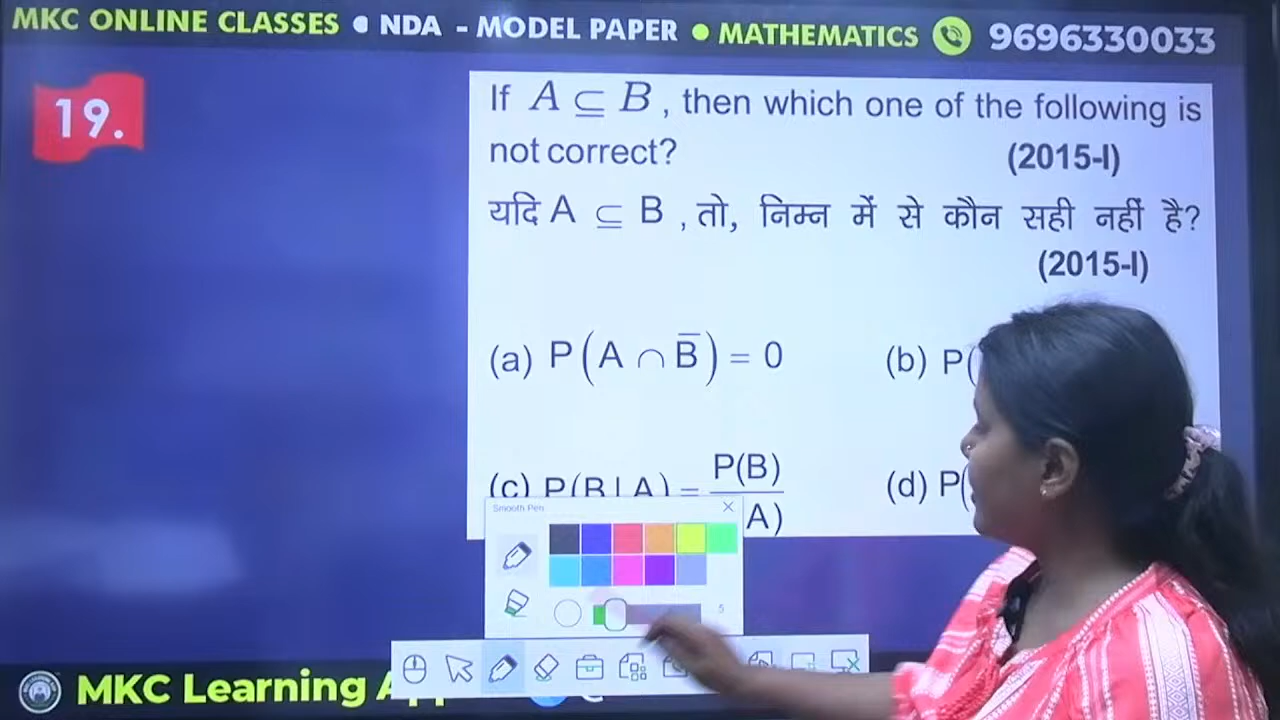 MKC ONLINE CLASSES ● NDA - MODEL PAPER ● MATHEMATICS 9696330033
19.
If A ⊆ B , then which one of the following is
not correct? (2015-I)
यदि A ⊆ B , तो, निम्न में से कौन सही नहीं है?
(2015-I)
(a) P(A ∩ B̅) = 0 (b) P(
(c) P(B | A) = P(B) (d) P(
A)
Smooth Pen
5
MKC Learning